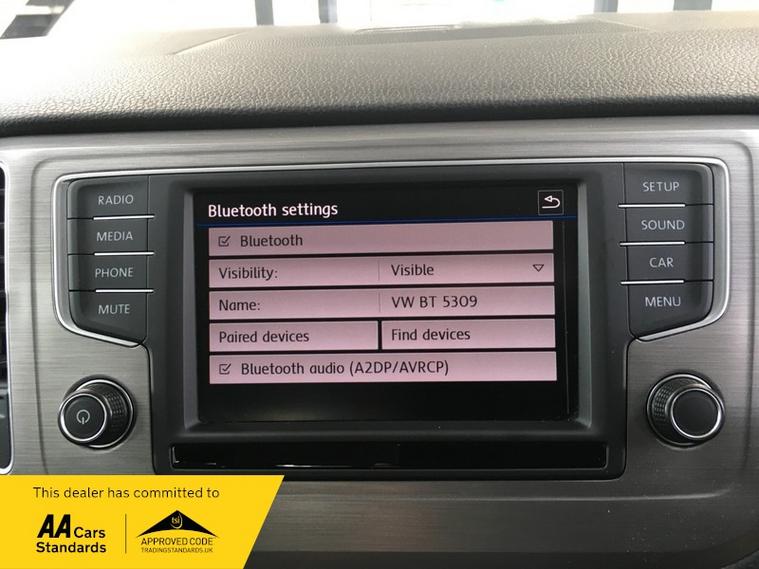 RADIO
MEDIA
PHONE
MUTE
Bluetooth settings
Bluetooth
Visibility: Visible
Name: VW BT 5309
Paired devices Find devices
Bluetooth audio (A2DP/AVRCP)
SETUP
SOUND
CAR
MENU
This dealer has committed to
AA Cars
Standards
tsi
APPROVED CODE
TRADINGSTANDARDS.UK